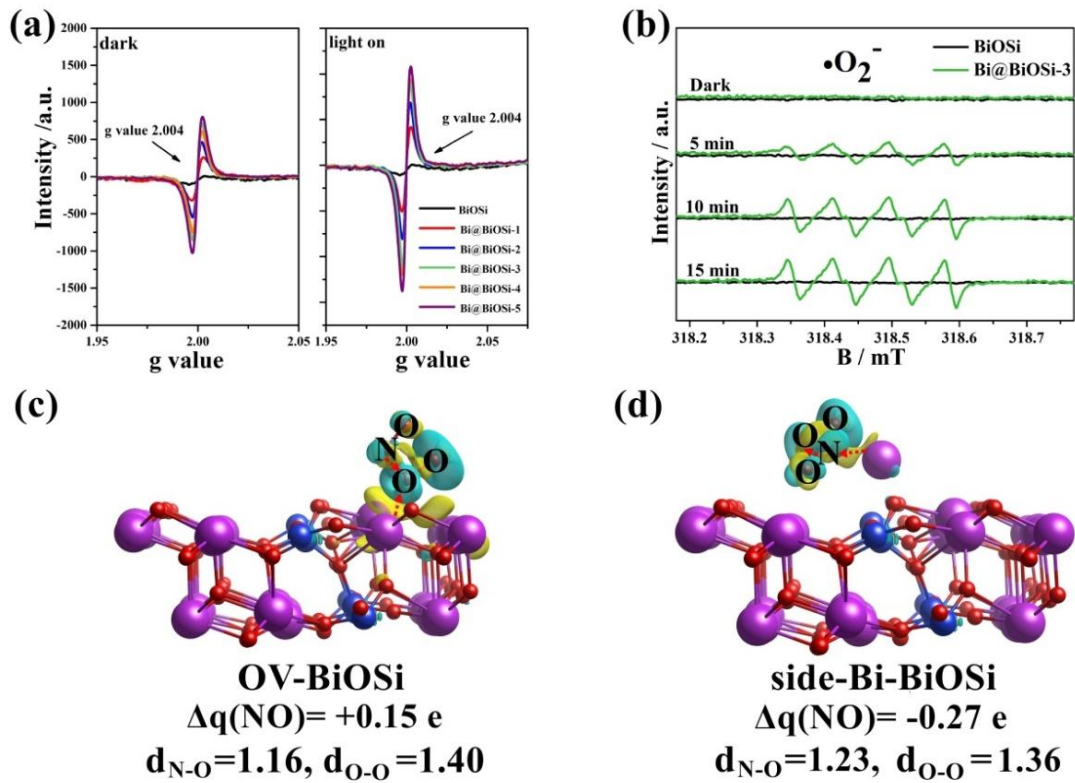 (a)
dark
g value 2.004
Intensity /a.u.
2000
1500
1000
500
0
-500
-1000
-1500
-2000
1.95
2.00
2.05
g value
light on
g value 2.004
BiOSi
Bi@BiOSi-1
Bi@BiOSi-2
Bi@BiOSi-3
Bi@BiOSi-4
Bi@BiOSi-5
1.95
2.00
2.05
g value
(b)
•O₂⁻
BiOSi
Bi@BiOSi-3
Dark
5 min
10 min
15 min
Intensity / a.u.
318.2
318.3
318.4
318.5
318.6
318.7
B / mT
(c)
O
N
O
O
OV-BiOSi
Δq(NO)= +0.15 e
dN-O=1.16, dO-O=1.40
(d)
O
N
O
side-Bi-BiOSi
Δq(NO)= -0.27 e
dN-O=1.23, dO-O=1.36